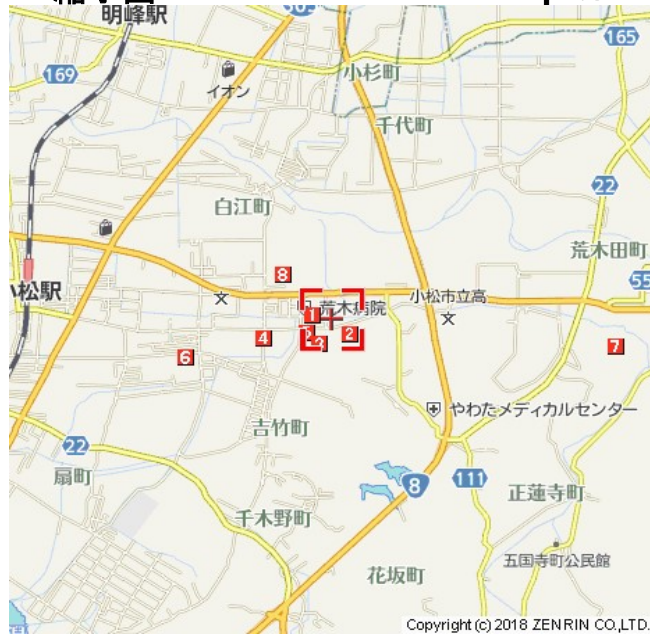 明峰駅
165
小杉町
169
イオン
千代町
22
白江町
荒木田町
55
小松駅
8
荒木病院
小松市立高
1
4
2
3
6
7
やわたメディカルセンター
吉竹町
22
扇町
8
111
正蓮寺町
千木野町
五国寺町公民館
花坂町
Copyright (c) 2018 ZENRIN CO.,LTD.